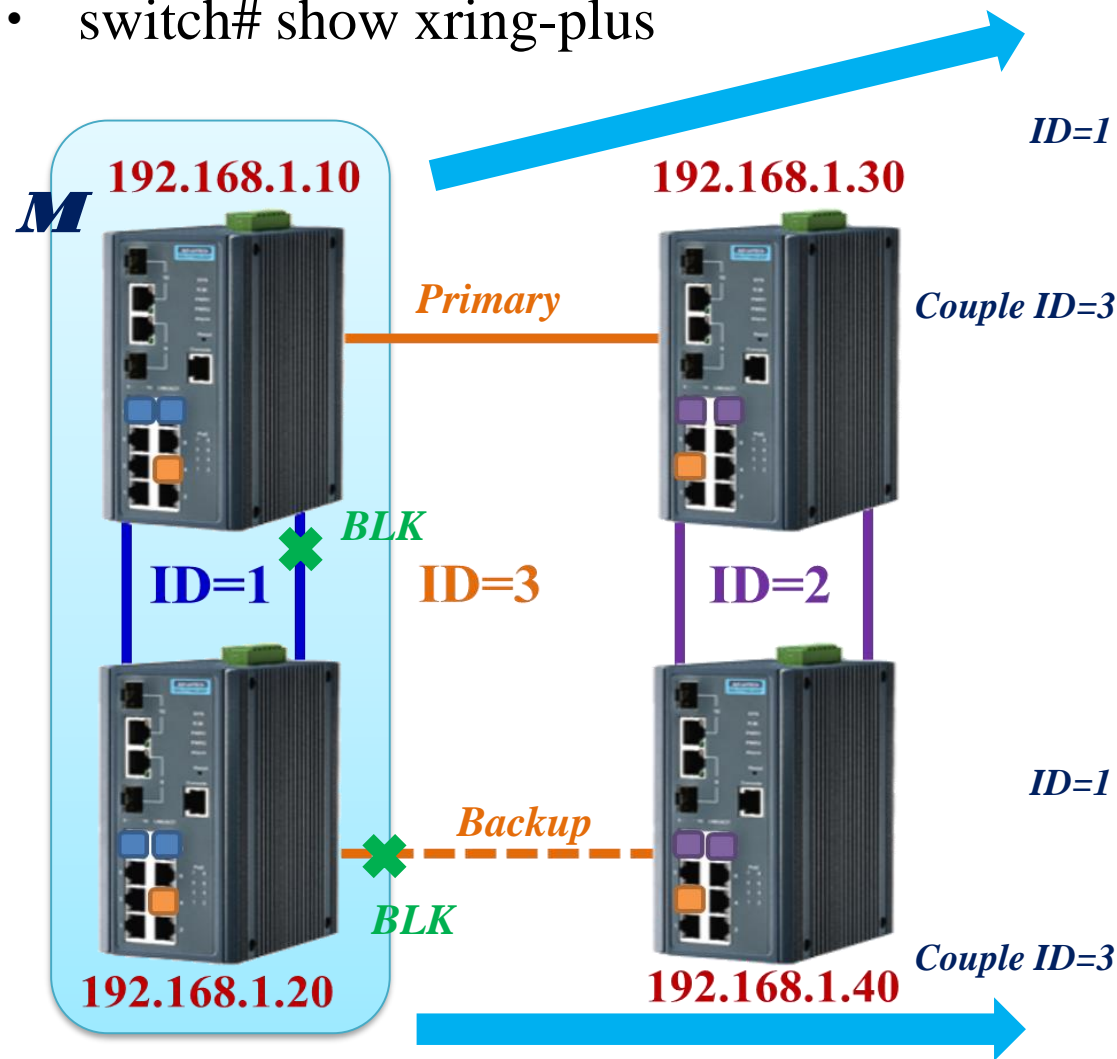 • switch# show xring-plus
ID=1
192.168.1.10
192.168.1.30
M
Primary
Couple ID=3
BLK
ID=1
ID=3
ID=2
ID=1
Backup
BLK
Couple ID=3
192.168.1.20
192.168.1.40